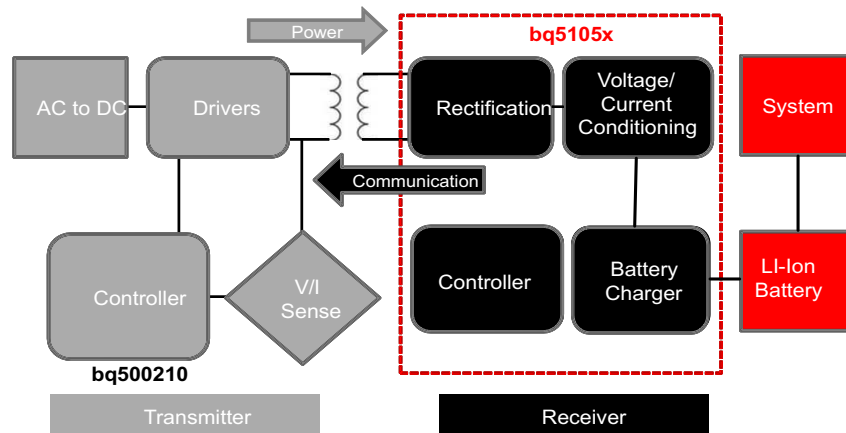 Power
bq5105x
AC to DC
Drivers
Rectification
Voltage/
Current
Conditioning
System
Communication
Controller
V/I
Sense
Controller
Battery
Charger
LI-Ion
Battery
bq500210
Transmitter
Receiver